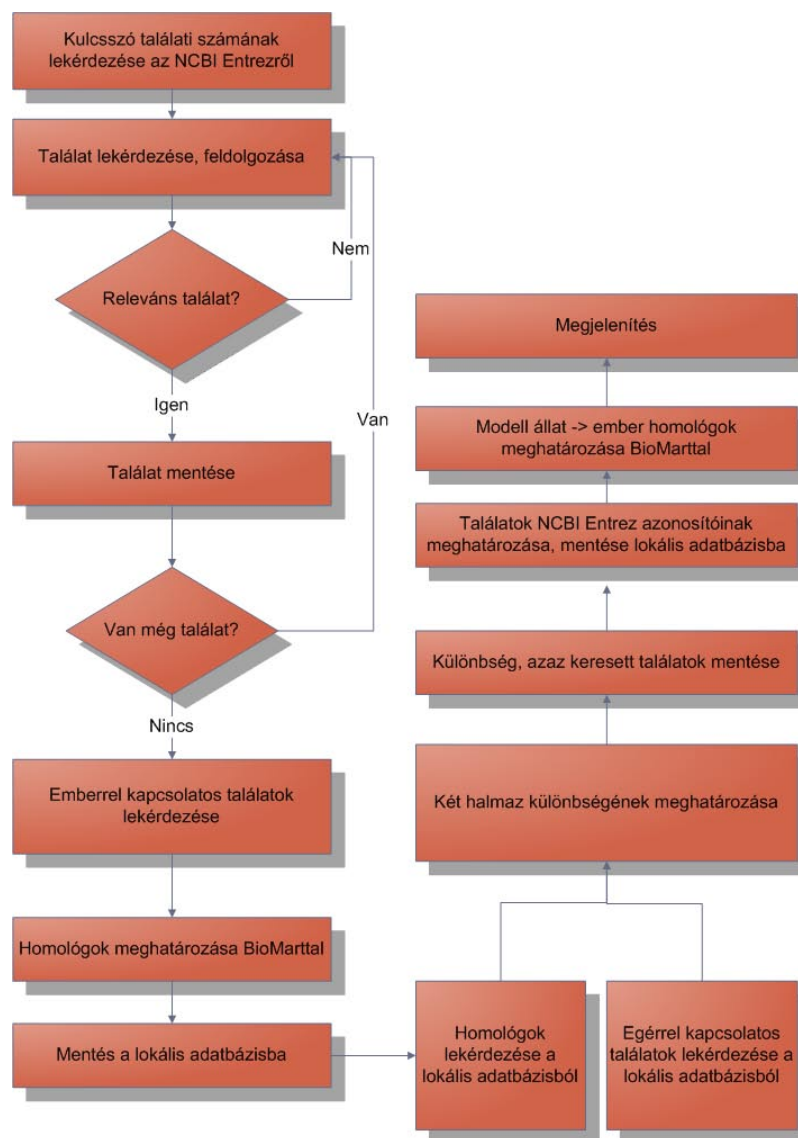 Kulcsszó találati számának
lekérdezése az NCBI Entrezről
Találat lekérdezése, feldolgozása
Nem
Releváns találat?
Igen
Van
Találat mentése
Van még találat?
Nincs
Emberrel kapcsolatos találatok
lekérdezése
Homológok meghatározása BioMarttal
Mentés a lokális adatbázisba
Homológok
lekérdezése a
lokális adatbázisból
Egérrel kapcsolatos
találatok lekérdezése a
lokális adatbázisból
Két halmaz különbségének meghatározása
Különbség, azaz keresett találatok mentése
Találatok NCBI Entrez azonosítóinak
meghatározása, mentése lokális adatbázisba
Modell állat -> ember homológok
meghatározása BioMarttal
Megjelenítés